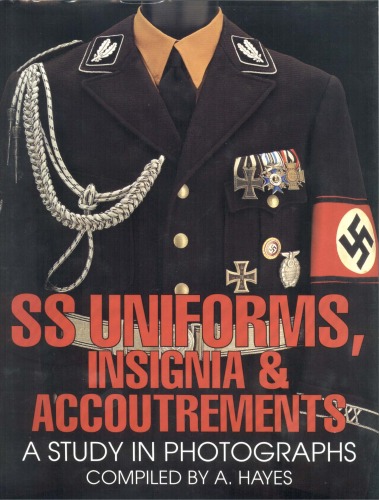 SS UNIFORMS,
INSIGNIA &
ACCOUTREMENTS
A STUDY IN PHOTOGRAPHS
COMPILED BY A. HAYES